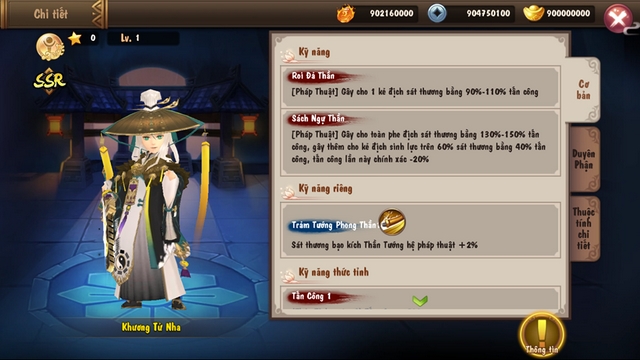 Chi tiết
902160000
904750100
900000000
0
Lv. 1
SSR
Kỹ năng
Roi Đả Thần
[Pháp Thuật] Gây cho 1 kẻ địch sát thương bằng 90%-110% tấn công
Sách Ngự Thần
[Pháp Thuật] Gây cho toàn phe địch sát thương bằng 130%-150% tấn
công, gây thêm cho kẻ địch sinh lực trên 60% sát thương bằng 40% tấn
công, tấn công lần này chính xác -20%
Kỹ năng riêng
Trảm Tướng Phong Thần
Sát thương bạo kích Thần Tướng hệ pháp thuật +2%
Kỹ năng thức tỉnh
Tấn Công 1
Khương Tử Nha
Cơ
bản
Duyên
Phận
Thuộc
tính
chi
tiết
Thông tin